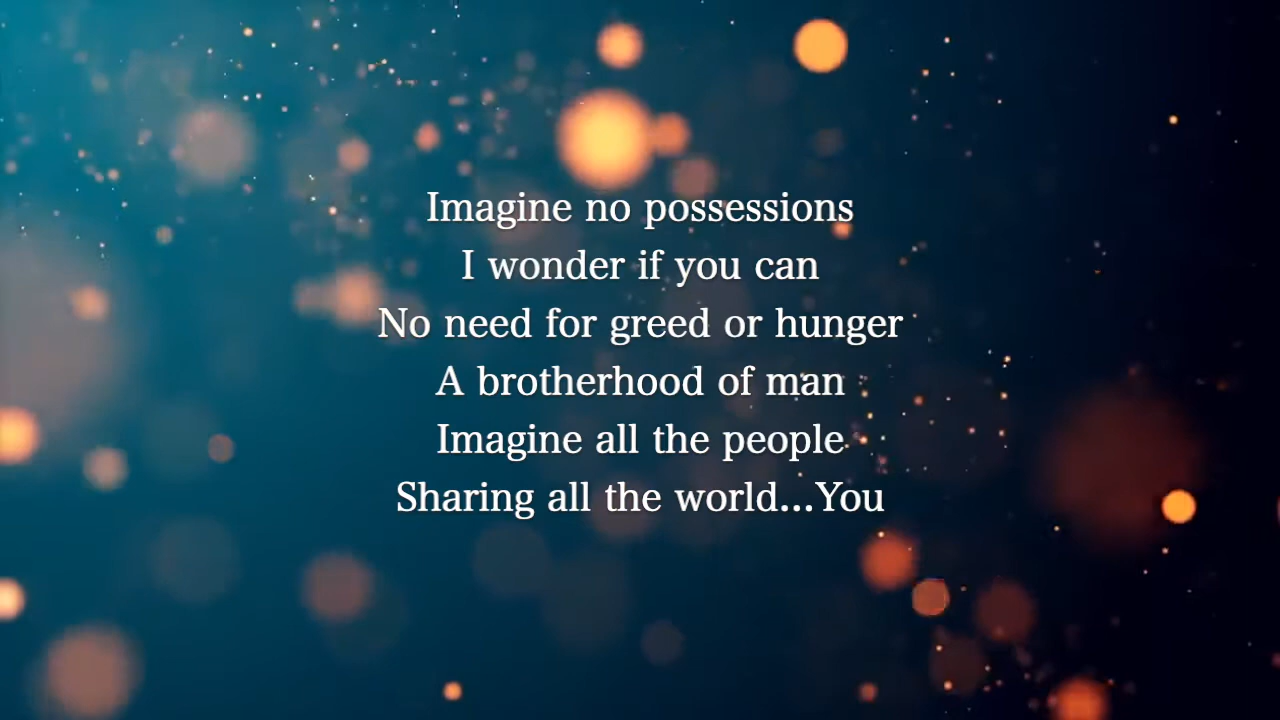 Imagine no possessions
I wonder if you can
No need for greed or hunger
A brotherhood of man
Imagine all the people
Sharing all the world...You